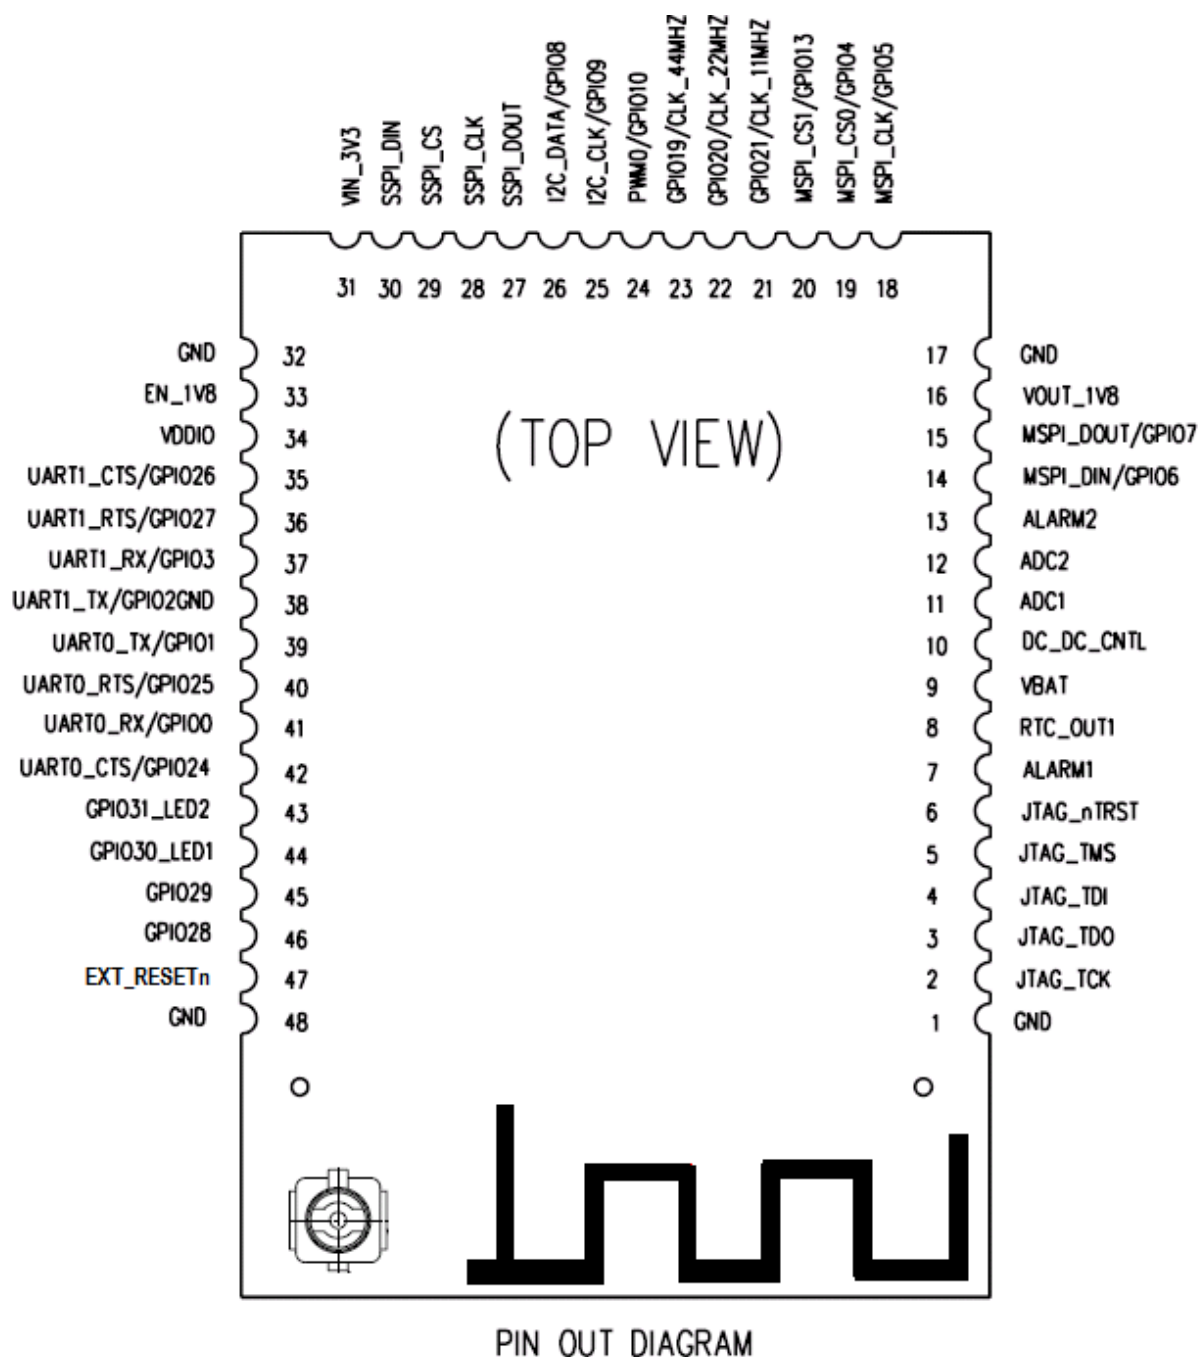 VIN_3V3
SSPI_DIN
SSPI_CS
SSPI_CLK
SSPI_DOUT
I2C_DATA/GPIO8
I2C_CLK/GPIO9
PWM0/GPIO10
GPIO19/CLK_44MHZ
GPIO20/CLK_22MHZ
GPIO21/CLK_11MHZ
MSPI_CS1/GPIO13
MSPI_CS0/GPIO4
MSPI_CLK/GPIO5
31 30 29 28 27 26 25 24 23 22 21 20 19 18
GND 32 17 GND
EN_1V8 33 16 VOUT_1V8
VDDIO 34 15 MSPI_DOUT/GPIO7
(TOP VIEW)
UART1_CTS/GPIO26 35 14 MSPI_DIN/GPIO6
UART1_RTS/GPIO27 36 13 ALARM2
UART1_RX/GPIO3 37 12 ADC2
UART1_TX/GPIO2GND 38 11 ADC1
UART0_TX/GPIO1 39 10 DC_DC_CNTL
UART0_RTS/GPIO25 40 9 VBAT
UART0_RX/GPIO0 41 8 RTC_OUT1
UART0_CTS/GPIO24 42 7 ALARM1
GPIO31_LED2 43 6 JTAG_nTRST
GPIO30_LED1 44 5 JTAG_TMS
GPIO29 45 4 JTAG_TDI
GPIO28 46 3 JTAG_TDO
EXT_RESETn 47 2 JTAG_TCK
GND 48 1 GND
PIN OUT DIAGRAM